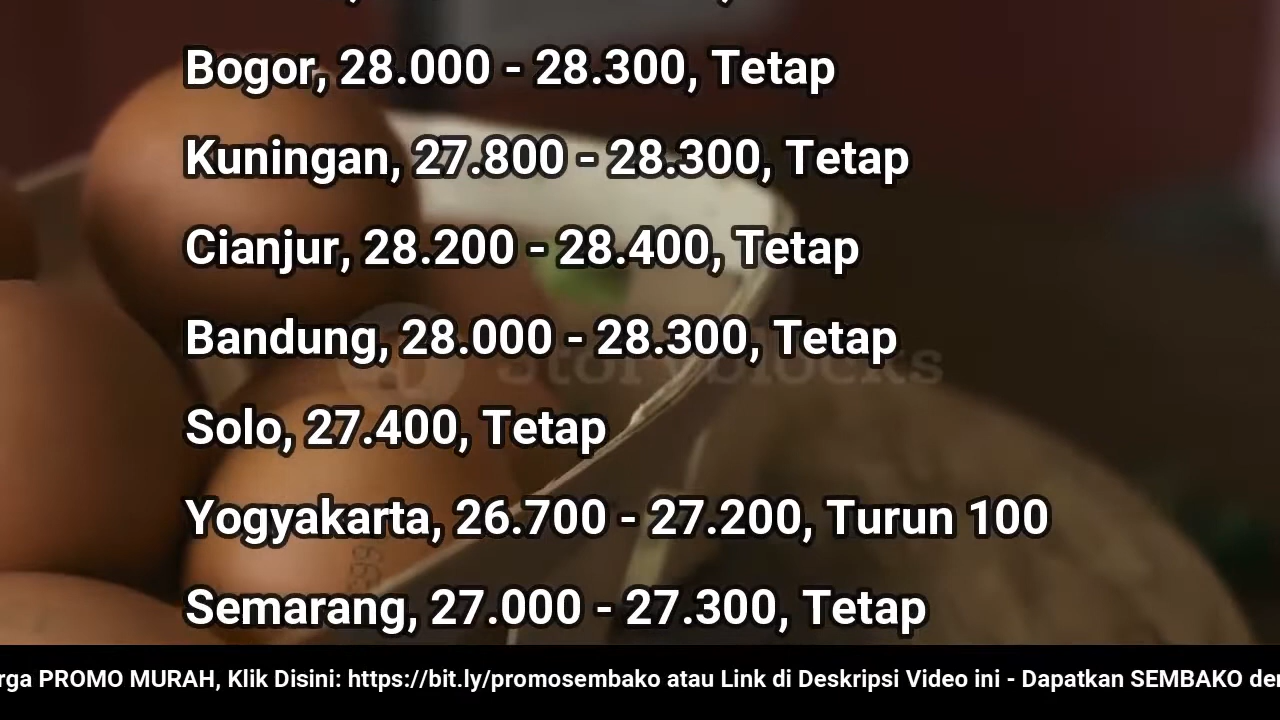 Bogor, 28.000 - 28.300, Tetap
Kuningan, 27.800 - 28.300, Tetap
Cianjur, 28.200 - 28.400, Tetap
Bandung, 28.000 - 28.300, Tetap
Storyblocks
Solo, 27.400, Tetap
Yogyakarta, 26.700 - 27.200, Turun 100
Semarang, 27.000 - 27.300, Tetap
rga PROMO MURAH, Klik Disini: https://bit.ly/promosembako atau Link di Deskripsi Video ini - Dapatkan SEMBAKO der